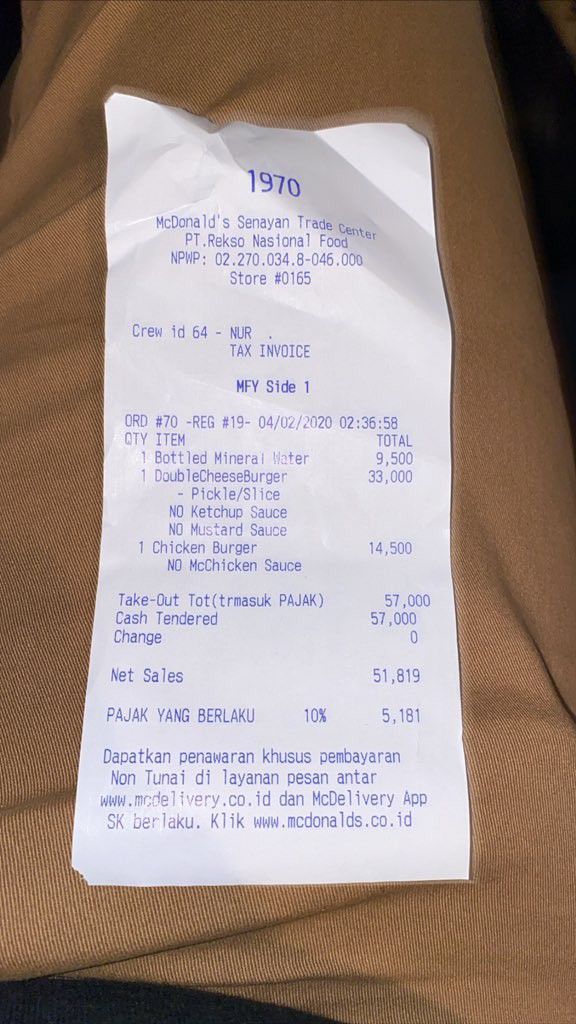 1970
McDonald's Senayan Trade Center
PT.Rekso Nasional Food
NPWP: 02.270.034.8-046.000
Store #0165
Crew id 64 - NUR .
TAX INVOICE
MFY Side 1
ORD #70 -REG #19- 04/02/2020 02:36:58
QTY ITEM TOTAL
1 Bottled Mineral Water 9,500
1 DoubleCheeseBurger 33,000
- Pickle/Slice
NO Ketchup Sauce
NO Mustard Sauce
1 Chicken Burger 14,500
NO McChicken Sauce
Take-Out Tot(trmasuk PAJAK) 57,000
Cash Tendered 57,000
Change 0
Net Sales 51,819
PAJAK YANG BERLAKU 10% 5,181
Dapatkan penawaran khusus pembayaran
Non Tunai di layanan pesan antar
www.mcdelivery.co.id dan McDelivery App
SK berlaku. Klik www.mcdonalds.co.id